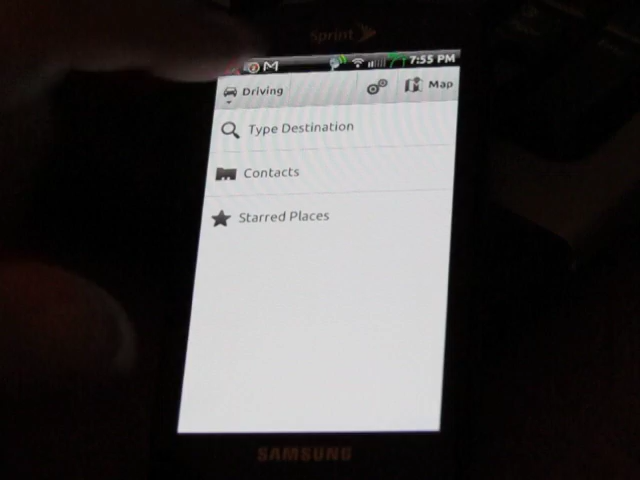 Sprint
7:55 PM
Driving
Map
Type Destination
Contacts
Starred Places
SAMSUNG